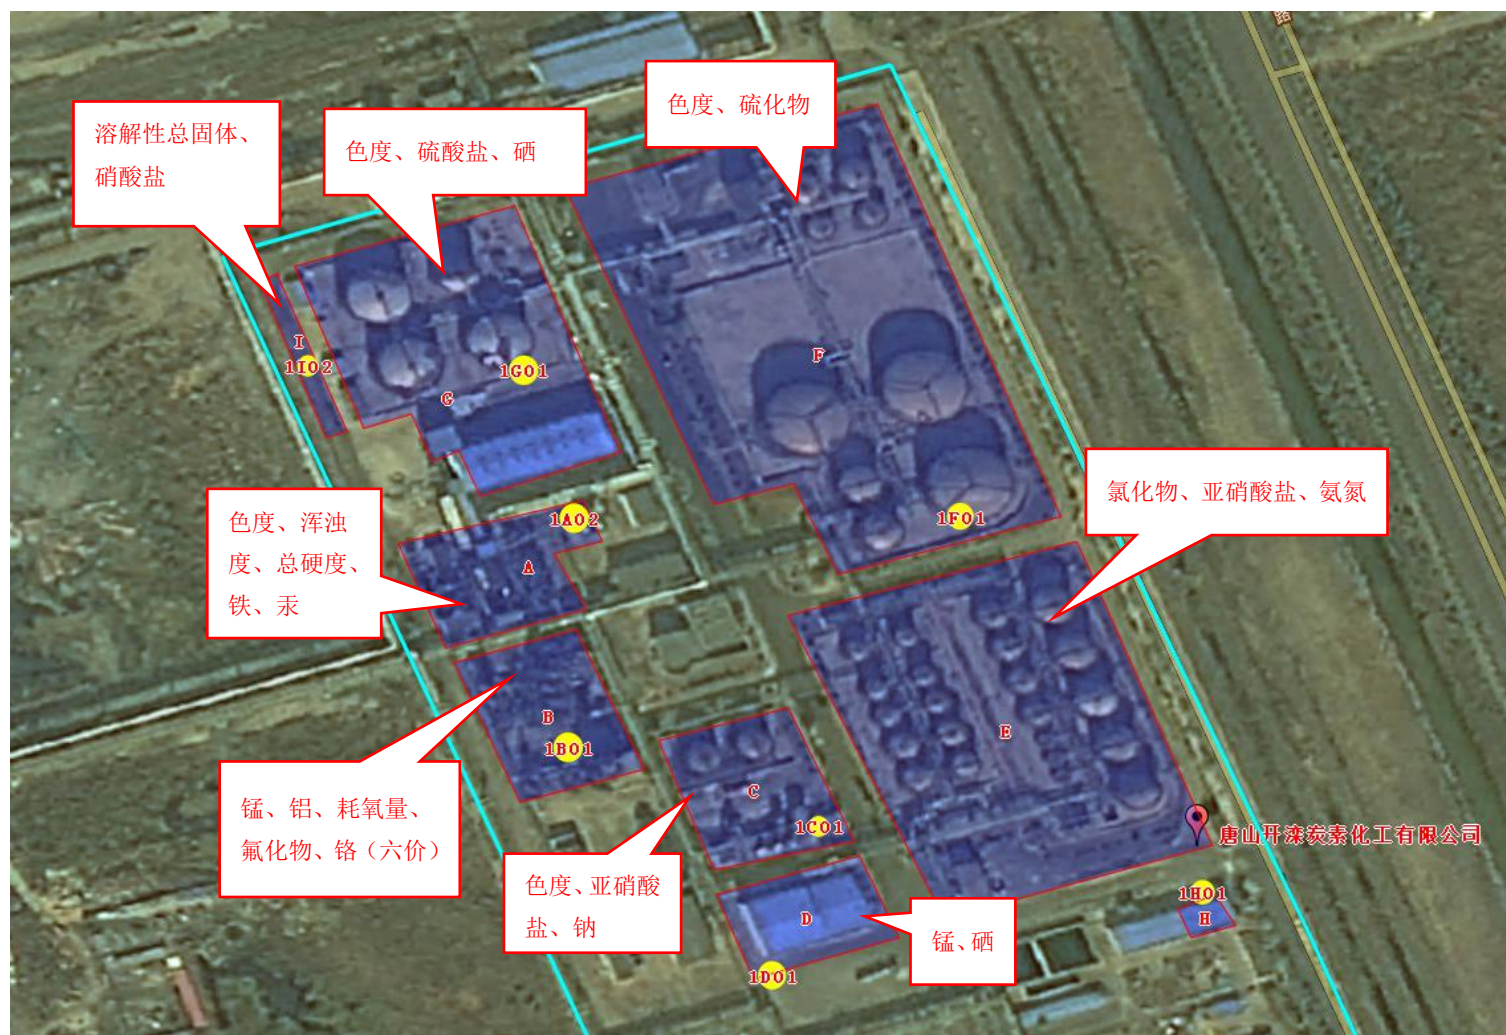 路
色度、硫化物
溶解性总固体、
硝酸盐
色度、硫酸盐、硒
I
1I02
1G01
G
F
色度、浑浊
度、总硬度、
铁、汞
1A02
A
1F01
氯化物、亚硝酸盐、氨氮
B
1B01
E
锰、铝、耗氧量、
氟化物、铬（六价）
C
1C01
唐山开滦炭素化工有限公司
色度、亚硝酸
盐、钠
D
1D01
锰、硒
1H01
H